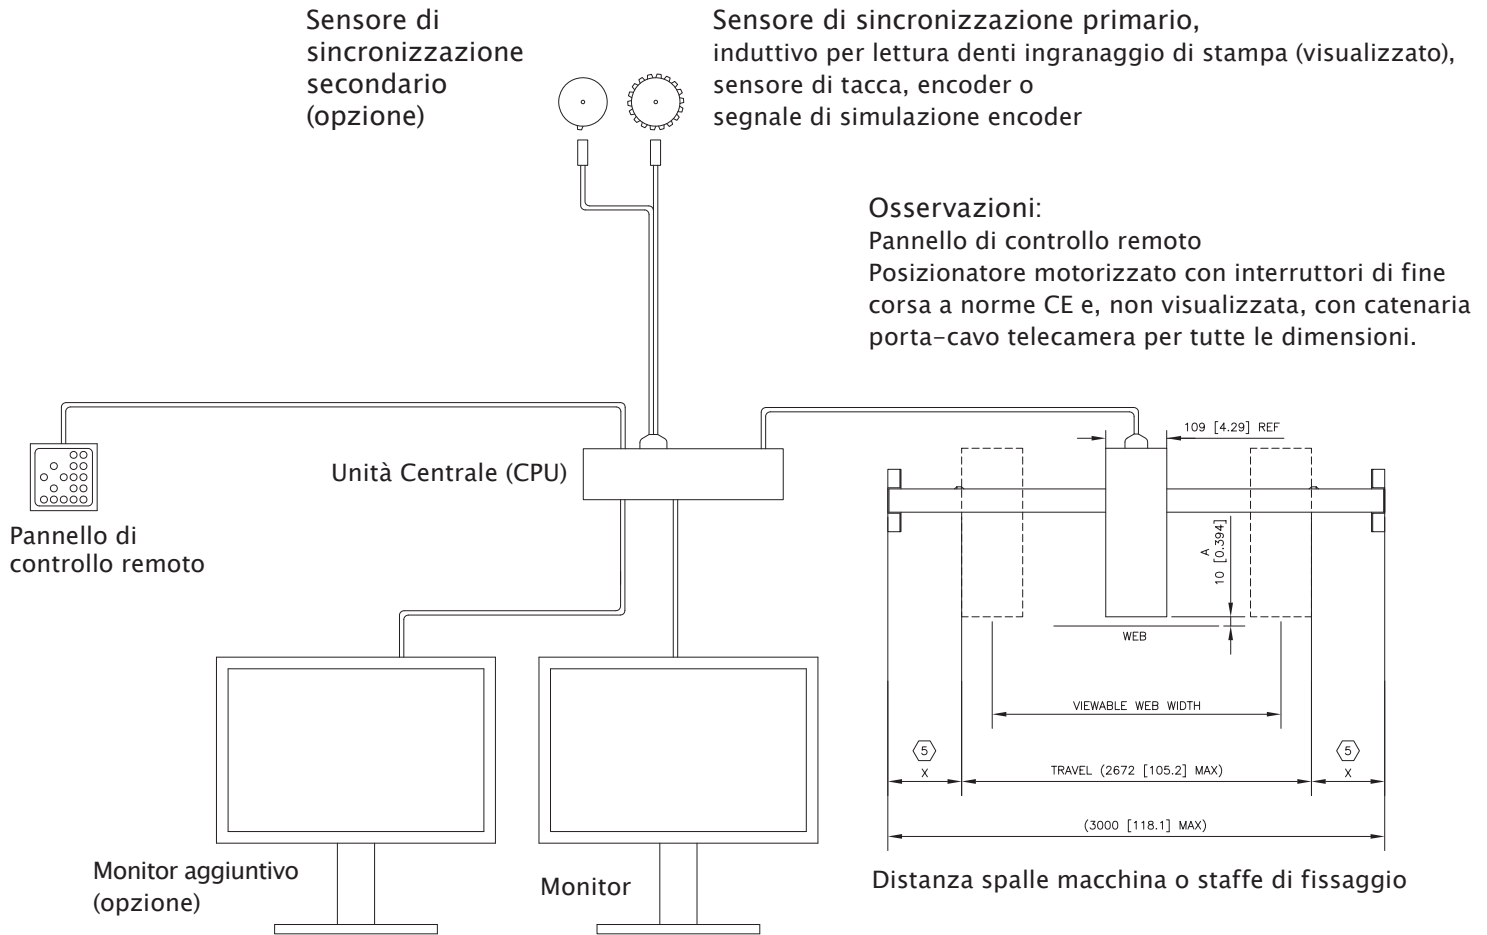 Sensore di
sincronizzazione
secondario
(opzione)
Sensore di sincronizzazione primario,
induttivo per lettura denti ingranaggio di stampa (visualizzato),
sensore di tacca, encoder o
segnale di simulazione encoder
Osservazioni:
Pannello di controllo remoto
Posizionatore motorizzato con interruttori di fine
corsa a norme CE e, non visualizzata, con catenaria
porta-cavo telecamera per tutte le dimensioni.
Unità Centrale (CPU)
Pannello di
controllo remoto
109 [4.29] REF
A
10 [0.394]
WEB
VIEWABLE WEB WIDTH
5
X
TRAVEL (2672 [105.2] MAX)
5
X
(3000 [118.1] MAX)
Distanza spalle macchina o staffe di fissaggio
Monitor aggiuntivo
(opzione)
Monitor